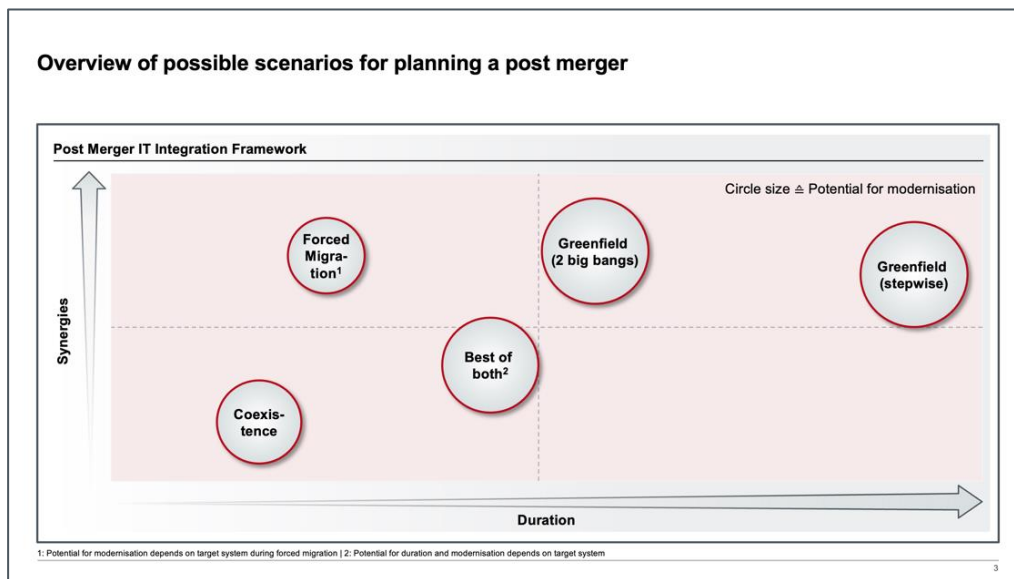 Overview of possible scenarios for planning a post merger
Post Merger IT Integration Framework
Circle size ≙ Potential for modernisation
Synergies
Forced
Migra-
tion¹
Greenfield
(2 big bangs)
Greenfield
(stepwise)
Best of
both²
Coexis-
tence
Duration
1: Potential for modernisation depends on target system during forced migration | 2: Potential for duration and modernisation depends on target system
3